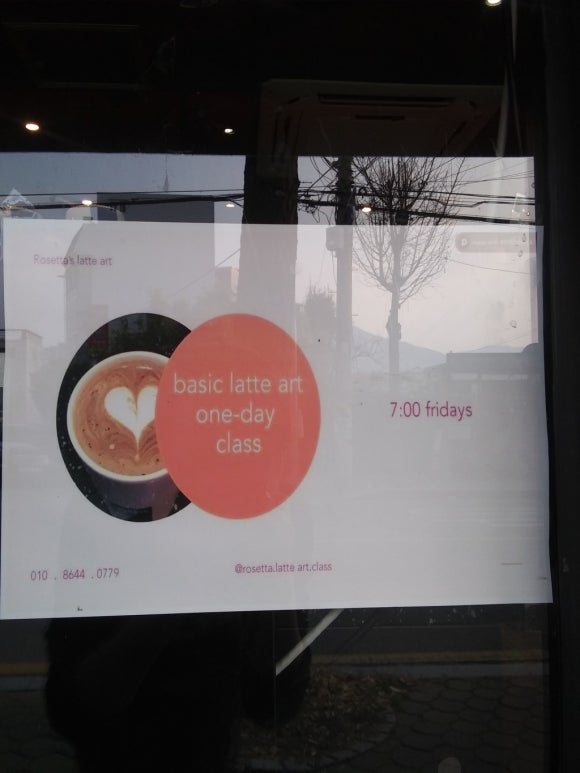 Rosetta's latte art
basic latte art
one-day
class
7:00 fridays
010 . 8644 . 0779
@rosetta.latte art.class